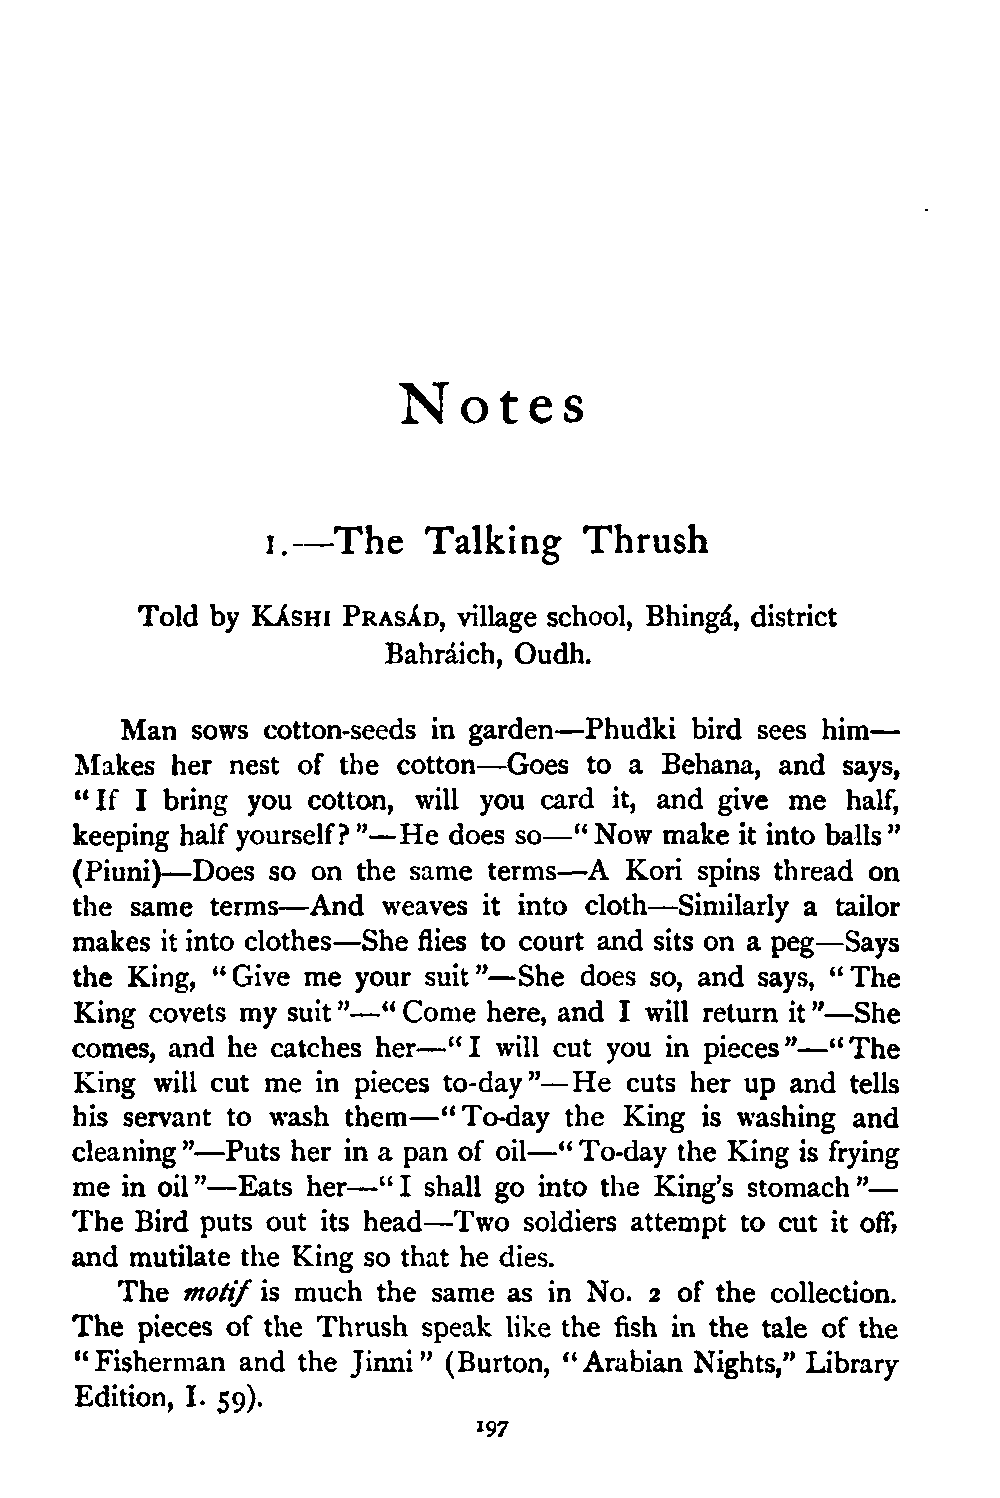 Notes
1.—The Talking Thrush
Told by KÁSHI PRASÁD, village school, Bhingá, district
Bahráich, Oudh.
Man sows cotton-seeds in garden—Phudki bird sees him—
Makes her nest of the cotton—Goes to a Behana, and says,
"If I bring you cotton, will you card it, and give me half,
keeping half yourself?"—He does so—"Now make it into balls"
(Piuni)—Does so on the same terms—A Kori spins thread on
the same terms—And weaves it into cloth—Similarly a tailor
makes it into clothes—She flies to court and sits on a peg—Says
the King, "Give me your suit"—She does so, and says, "The
King covets my suit"—"Come here, and I will return it"—She
comes, and he catches her—"I will cut you in pieces"—"The
King will cut me in pieces to-day"—He cuts her up and tells
his servant to wash them—"To-day the King is washing and
cleaning"—Puts her in a pan of oil—"To-day the King is frying
me in oil"—Eats her—"I shall go into the King's stomach"—
The Bird puts out its head—Two soldiers attempt to cut it off,
and mutilate the King so that he dies.
The motif is much the same as in No. 2 of the collection.
The pieces of the Thrush speak like the fish in the tale of the
"Fisherman and the Jinni" (Burton, "Arabian Nights," Library
Edition, I. 59).
197